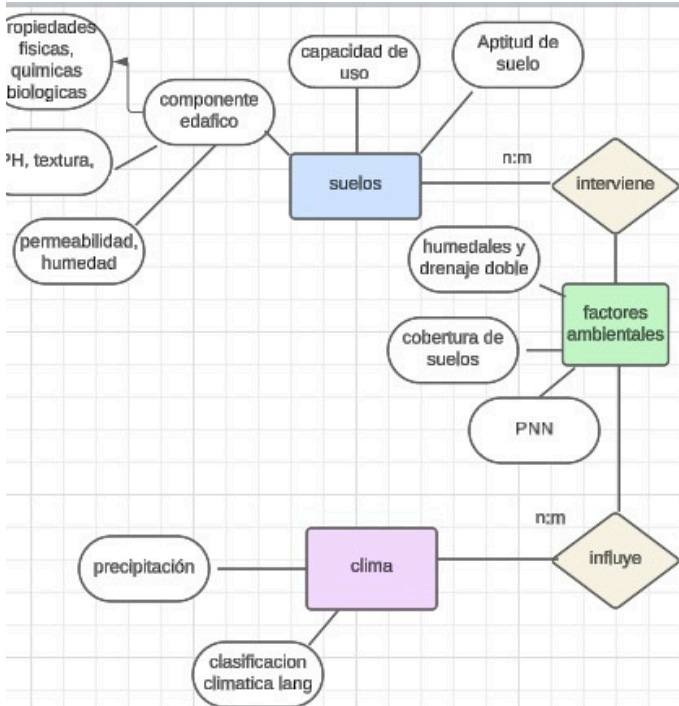 ropiedades
fisicas,
quimicas
biologicas
componente
edafico
capacidad de
uso
Aptitud de
suelo
PH, textura,
suelos
n:m
interviene
permeabilidad,
humedad
humedales y
drenaje doble
factores
ambientales
cobertura de
suelos
PNN
n:m
precipitación
clima
influye
clasificacion
climatica lang